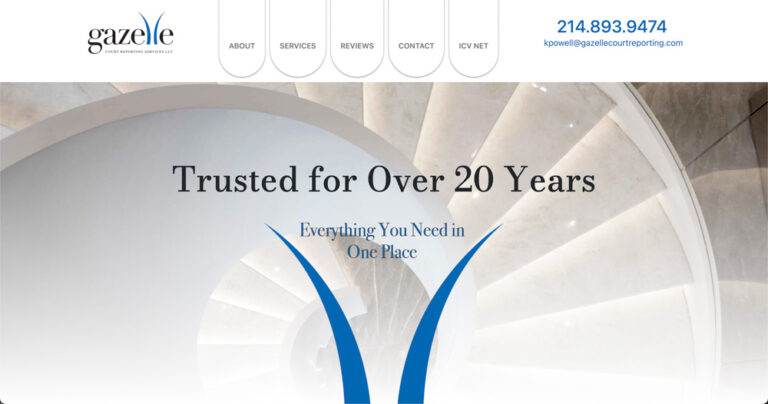 gazelle
COURT REPORTING SERVICES LLC
ABOUT
SERVICES
REVIEWS
CONTACT
ICV NET
214.893.9474
kpowell@gazellecourtreporting.com
Trusted for Over 20 Years
Everything You Need in
One Place